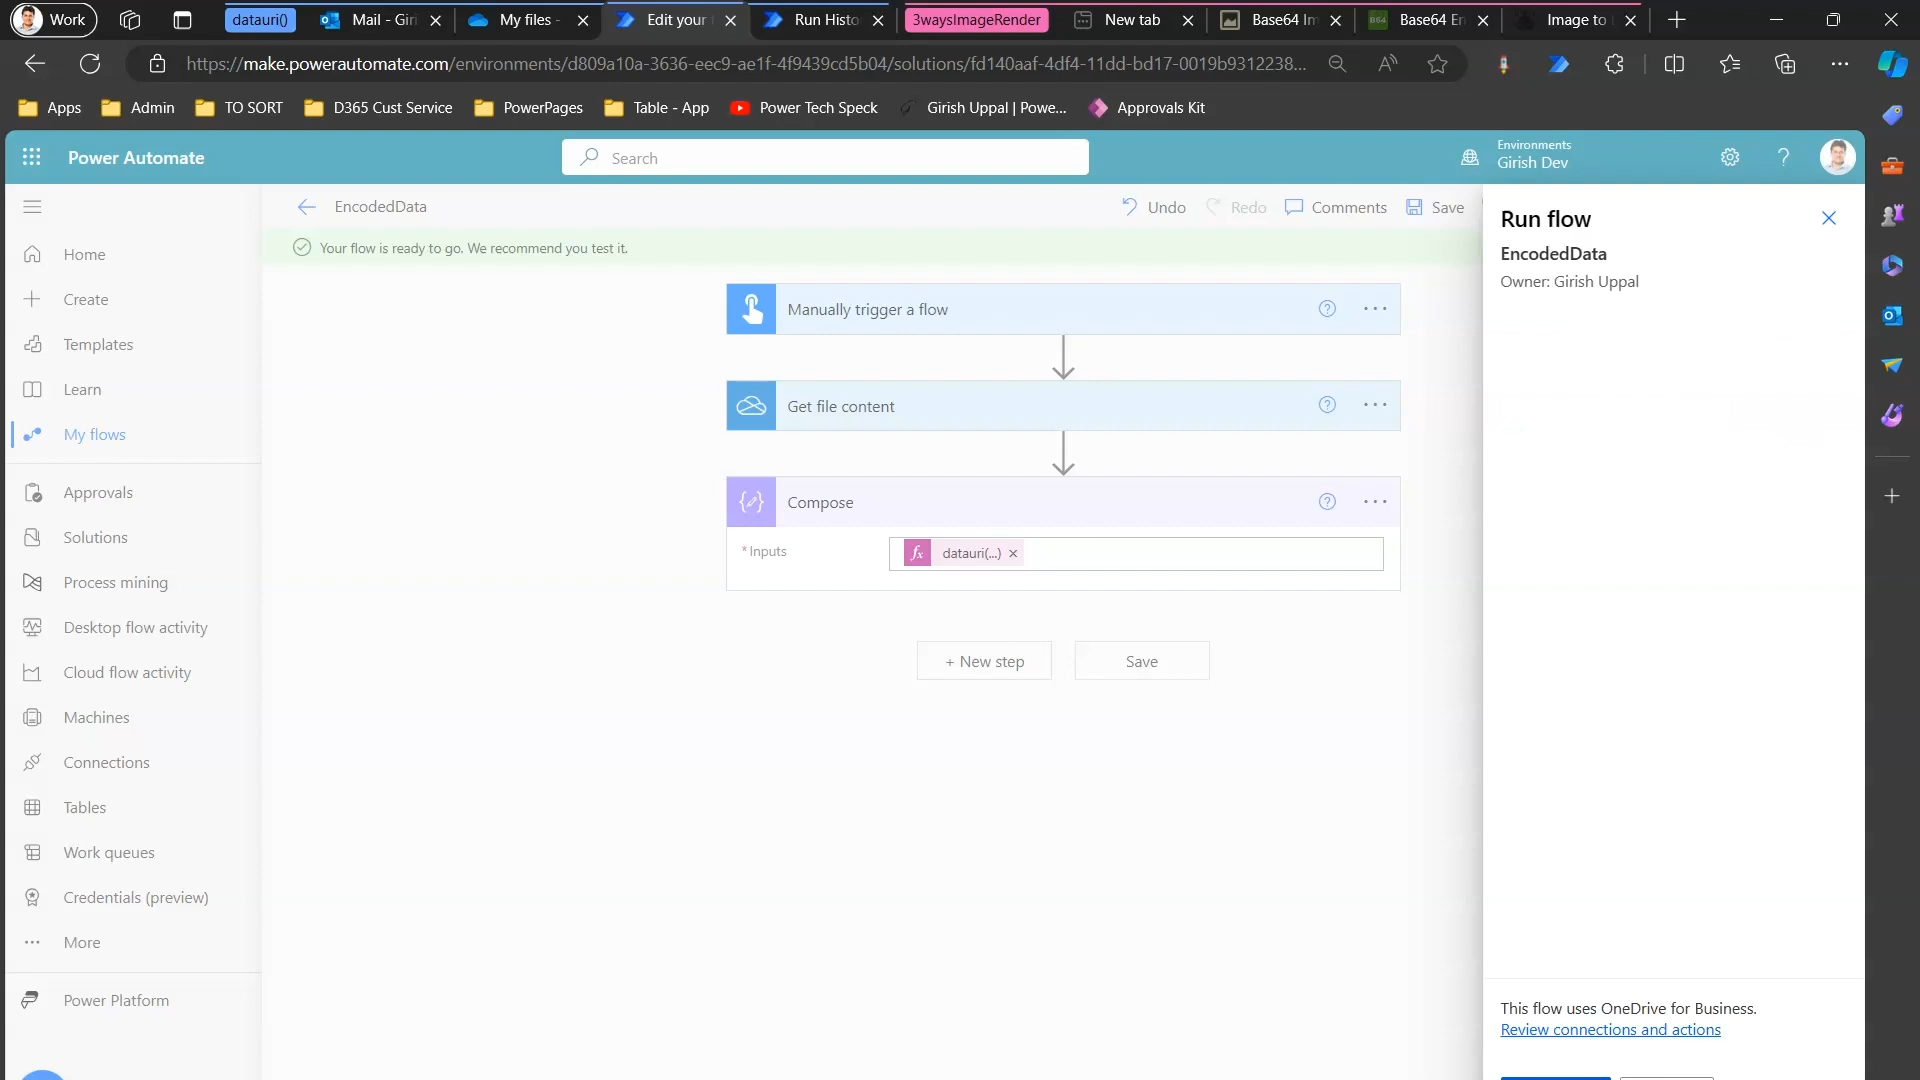 Work
datauri()
Mail - Giri
My files -
Edit your
Run Histo
3waysImageRender
New tab
Base64 Im
Base64 En
Image to
https://make.powerautomate.com/environments/d809a10a-3636-eec9-ae1f-4f9439cd5b04/solutions/fd140aaf-4df4-11dd-bd17-0019b9312238...
Apps
Admin
TO SORT
D365 Cust Service
PowerPages
Table - App
Power Tech Speck
Girish Uppal | Powe...
Approvals Kit
Power Automate
Search
Environments
Girish Dev
EncodedData
Undo
Redo
Comments
Save
Your flow is ready to go. We recommend you test it.
Home
Create
Templates
Learn
My flows
Approvals
Solutions
Process mining
Desktop flow activity
Cloud flow activity
Machines
Connections
Tables
Work queues
Credentials (preview)
More
Power Platform
Manually trigger a flow
Get file content
Compose
* Inputs
fx datauri(...) ×
+ New step
Save
Run flow
EncodedData
Owner: Girish Uppal
This flow uses OneDrive for Business.
Review connections and actions